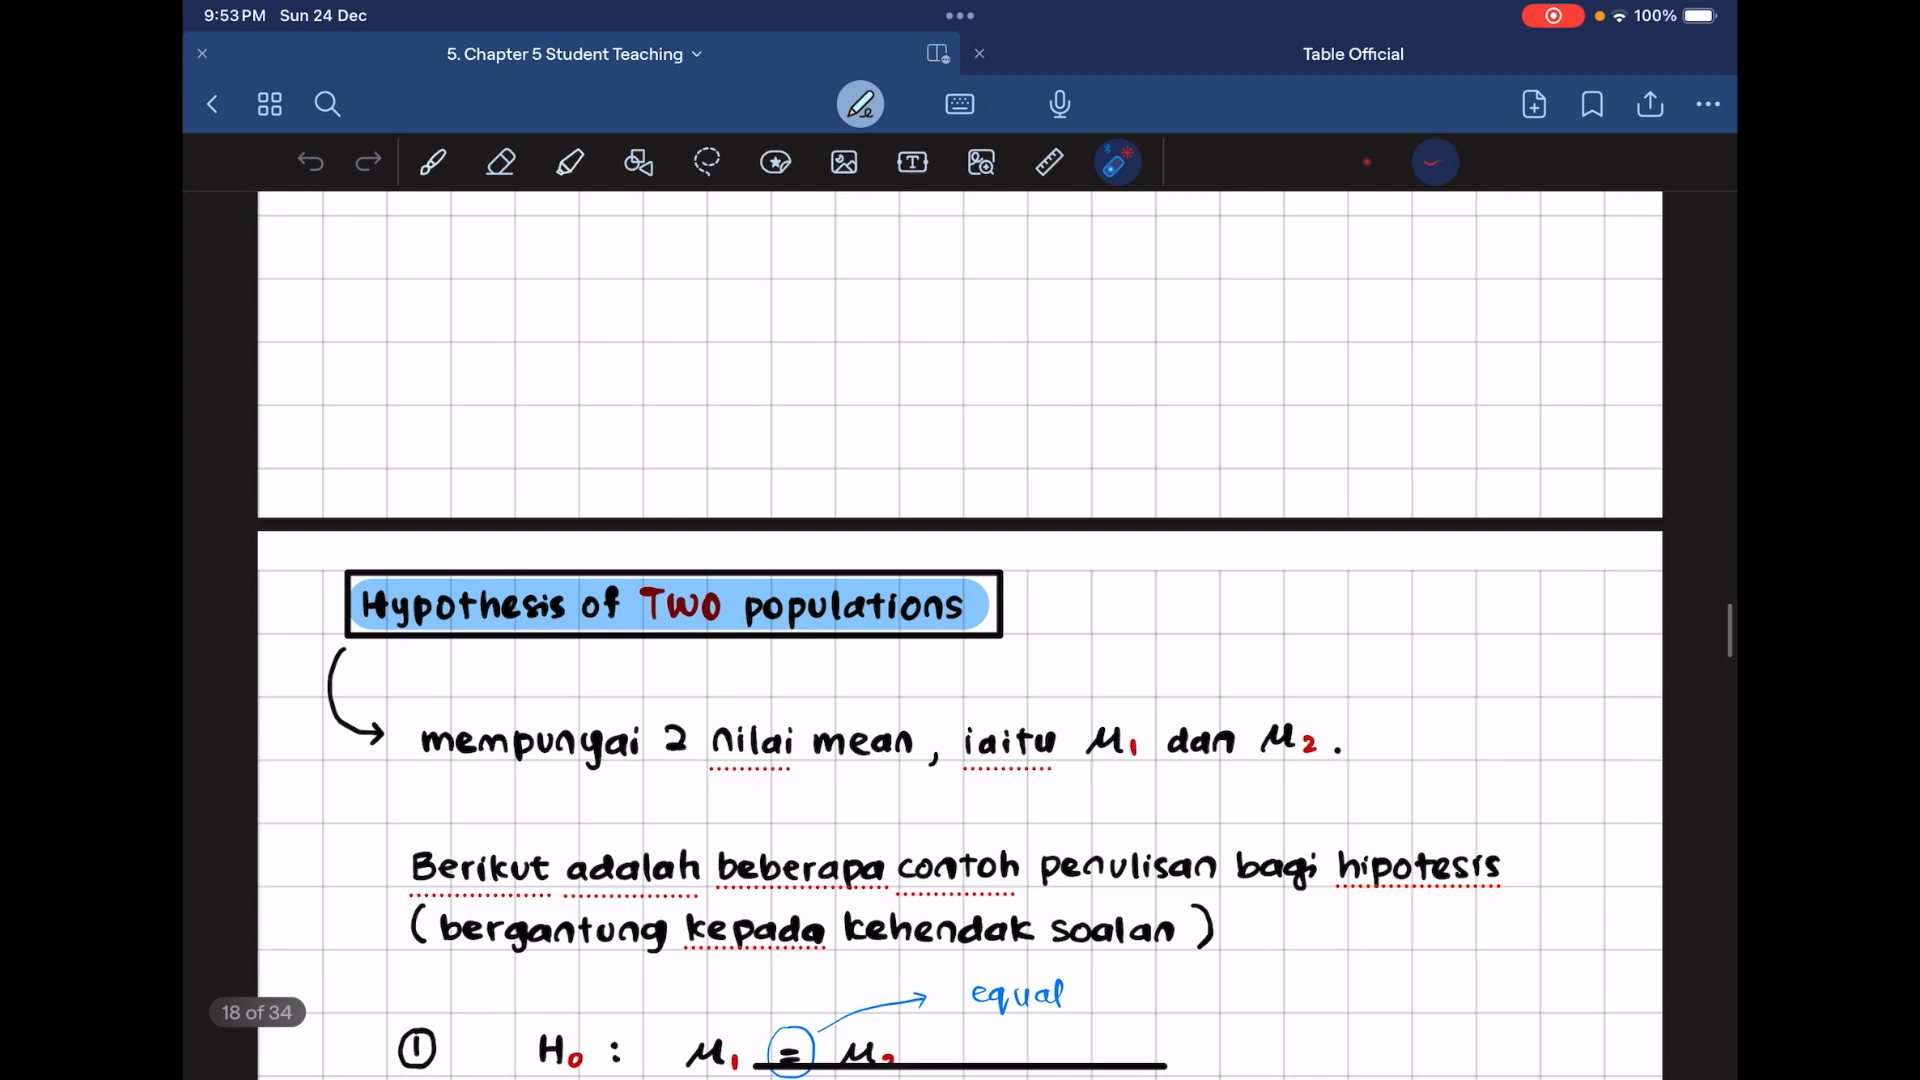 9:53 PM Sun 24 Dec
100%
5. Chapter 5 Student Teaching
Table Official
Hypothesis of Two populations
mempunyai 2 nilai mean, iaitu μ₁ dan μ₂.
Berikut adalah beberapa contoh penulisan bagi hipotesis
(bergantung kepada kehendak soalan)
equal
① H₀ : μ₁ = μ₂
18 of 34